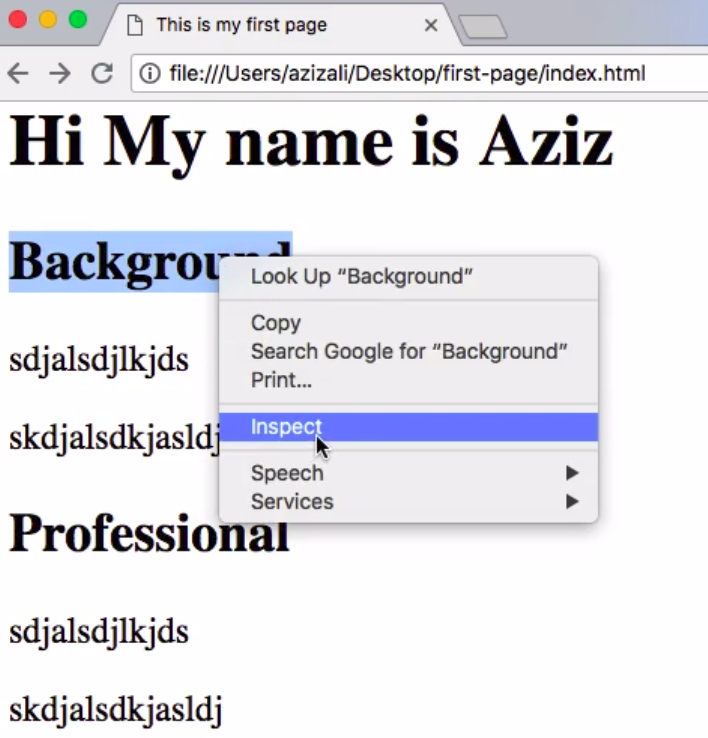 This is my first page
file:///Users/azizali/Desktop/first-page/index.html
Hi My name is Aziz
Background
Look Up “Background”
Copy
Search Google for “Background”
Print...
Inspect
Speech
Services
sdjalsdjlkjds
skdjalsdkjasldj
Professional
sdjalsdjlkjds
skdjalsdkjasldj